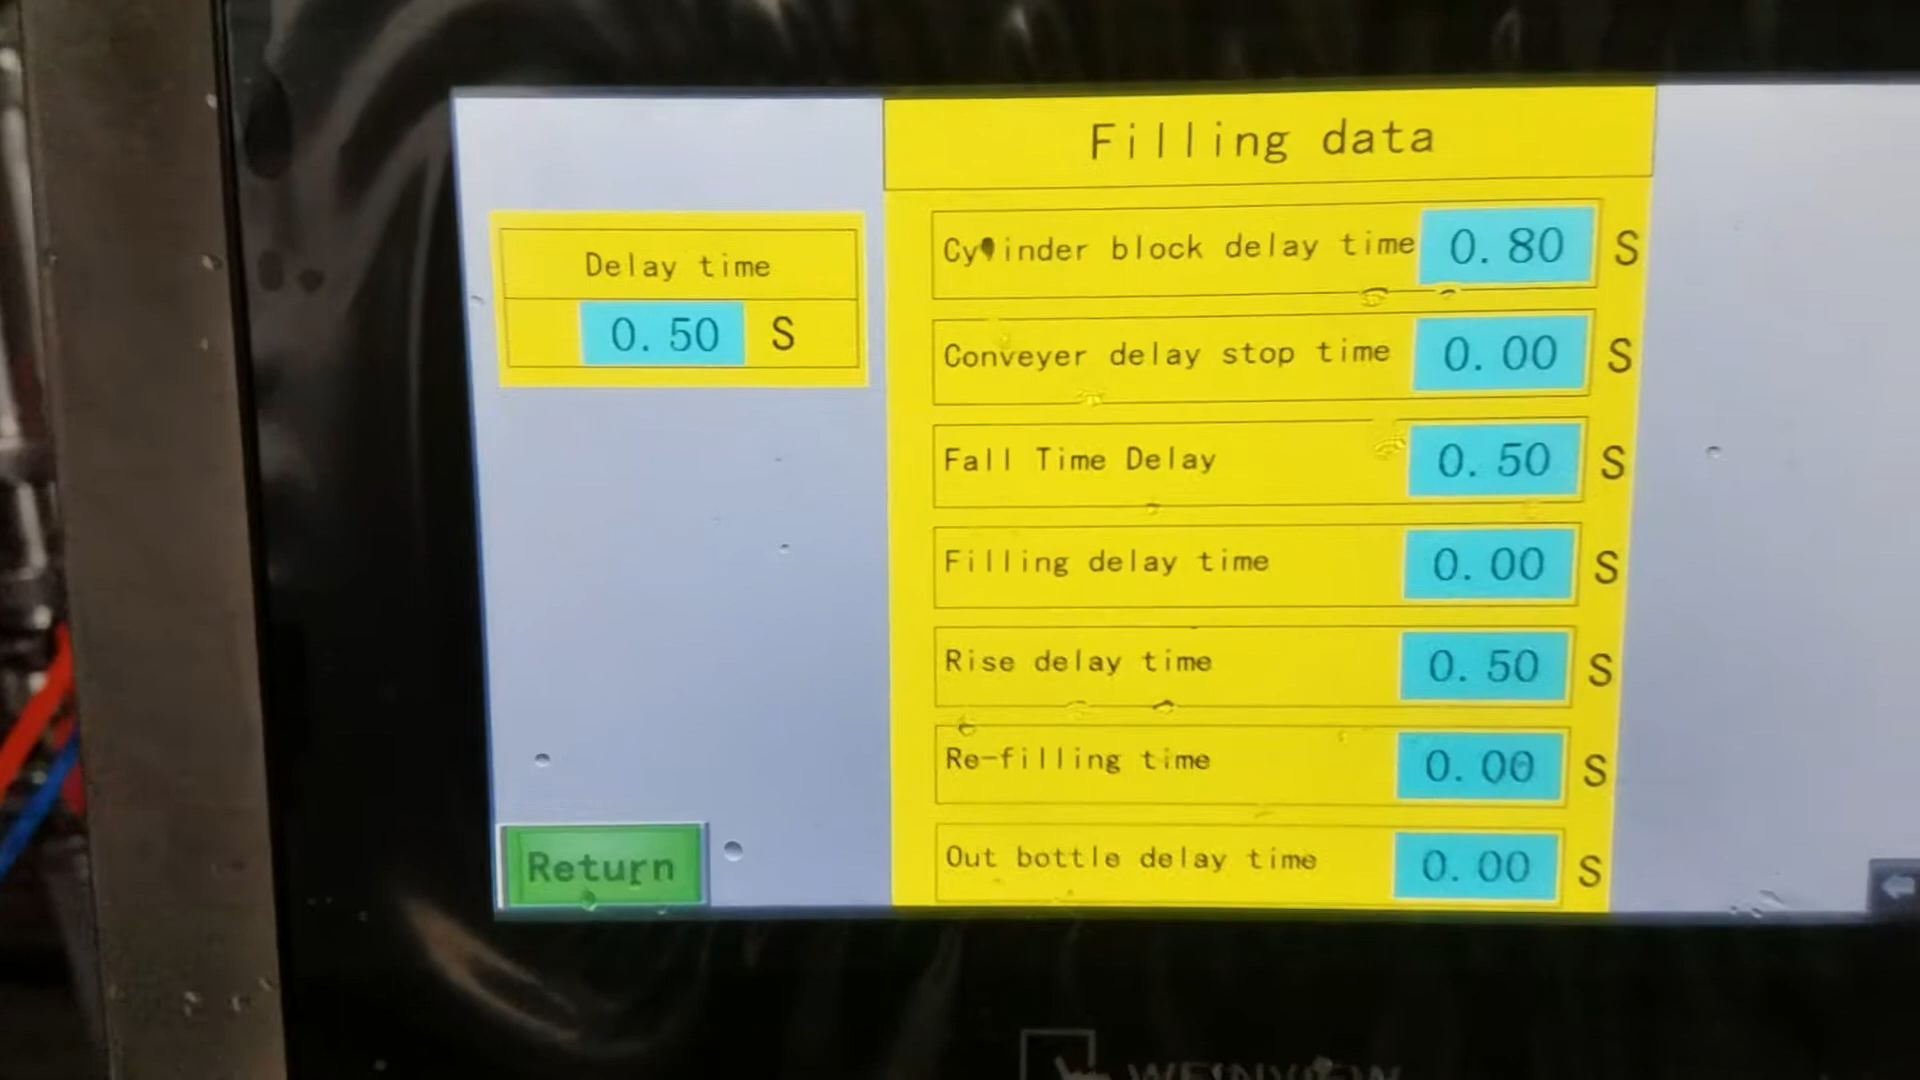 Filling data
Delay time
0.50 S
Cylinder block delay time 0.80 S
Conveyer delay stop time 0.00 S
Fall Time Delay 0.50 S
Filling delay time 0.00 S
Rise delay time 0.50 S
Re-filling time 0.00 S
Out bottle delay time 0.00 S
Return